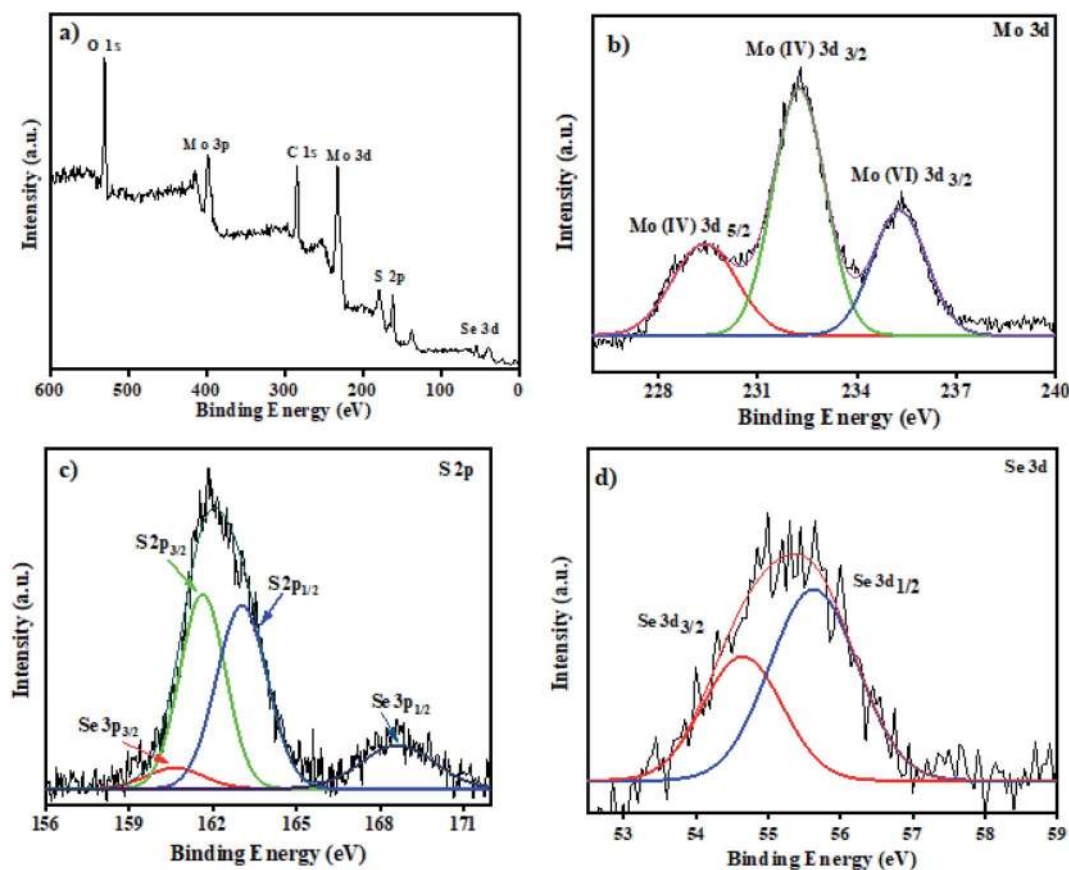 a)
O 1s
Mo 3p
C 1s Mo 3d
S 2p
Se 3d
Intensity (a.u.)
600 500 400 300 200 100 0
Binding Energy (eV)
b)
Mo 3d
Mo (IV) 3d 3/2
Mo (VI) 3d 3/2
Mo (IV) 3d 5/2
Intensity (a.u.)
228 231 234 237 240
Binding Energy (eV)
c)
S 2p
S2p3/2
S2p1/2
Se 3p3/2
Se 3p1/2
Intensity (a.u.)
156 159 162 165 168 171
Binding Energy (eV)
d)
Se 3d
Se 3d1/2
Se 3d3/2
Intensity (a.u.)
53 54 55 56 57 58 59
Binding Energy (eV)